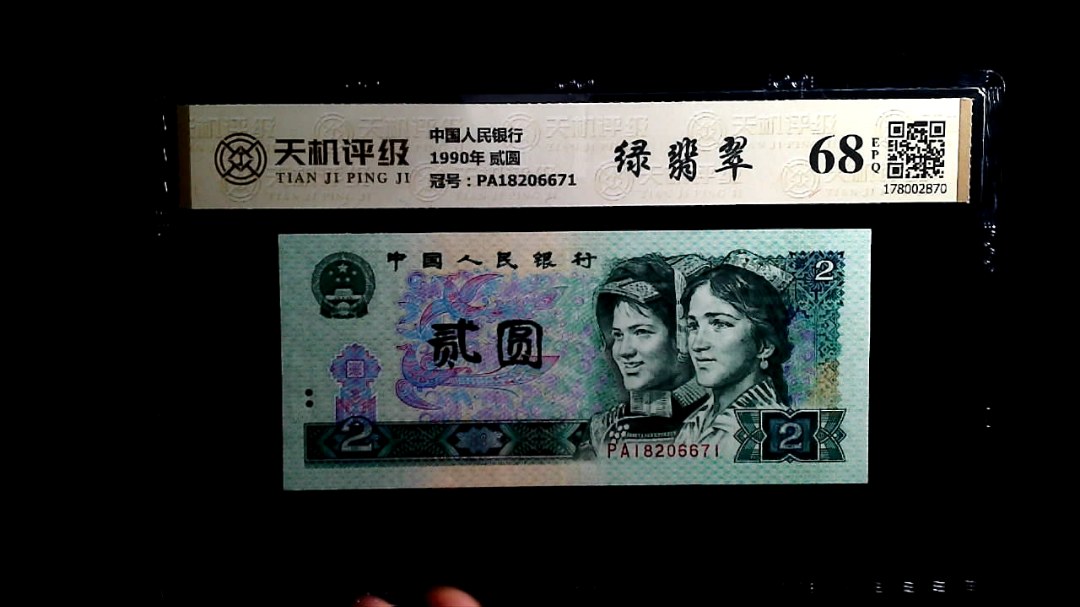 天机评级
TIAN JI PING JI
中国人民银行
1990年 贰圆
冠号：PA18206671
绿翡翠
68
EPQ
178002870
中国人民银行
2
贰圆
2
PA18206671
2